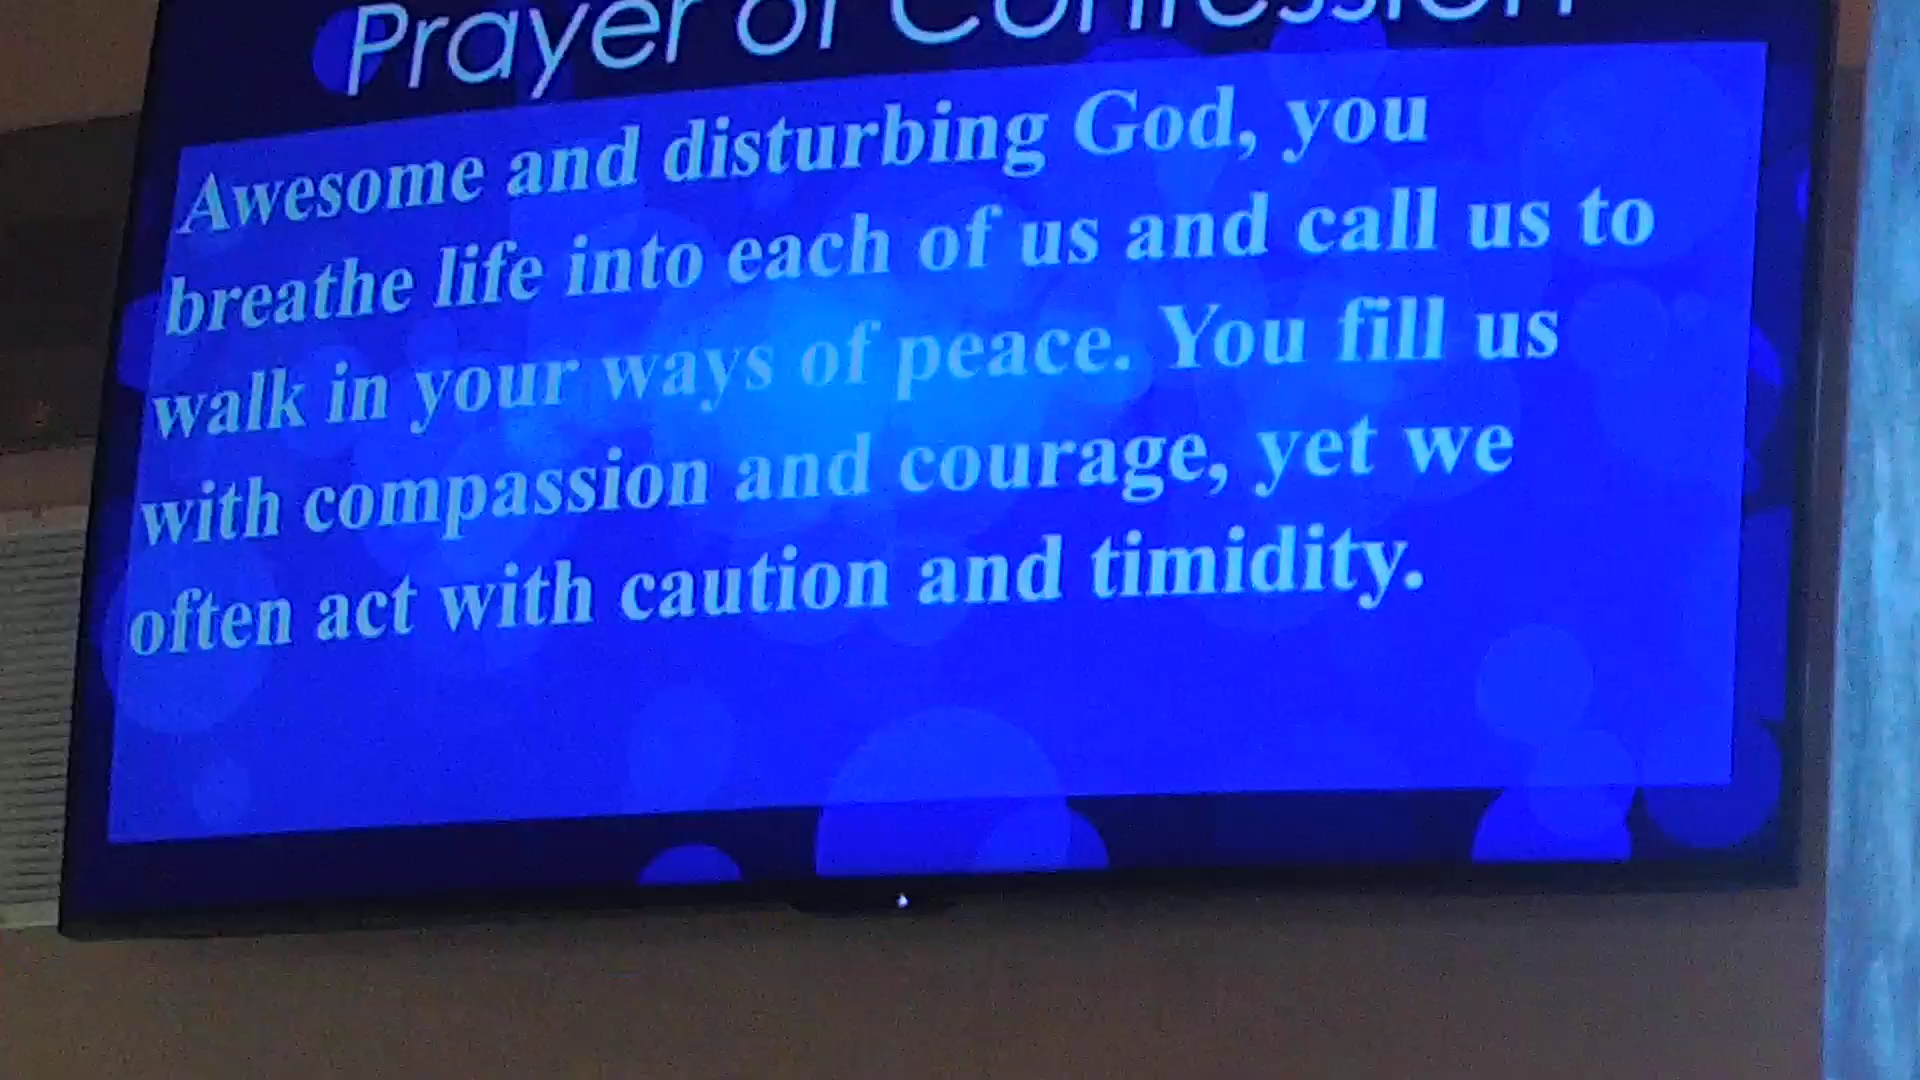 Prayer of Confession
Awesome and disturbing God, you
breathe life into each of us and call us to
walk in your ways of peace. You fill us
with compassion and courage, yet we
often act with caution and timidity.